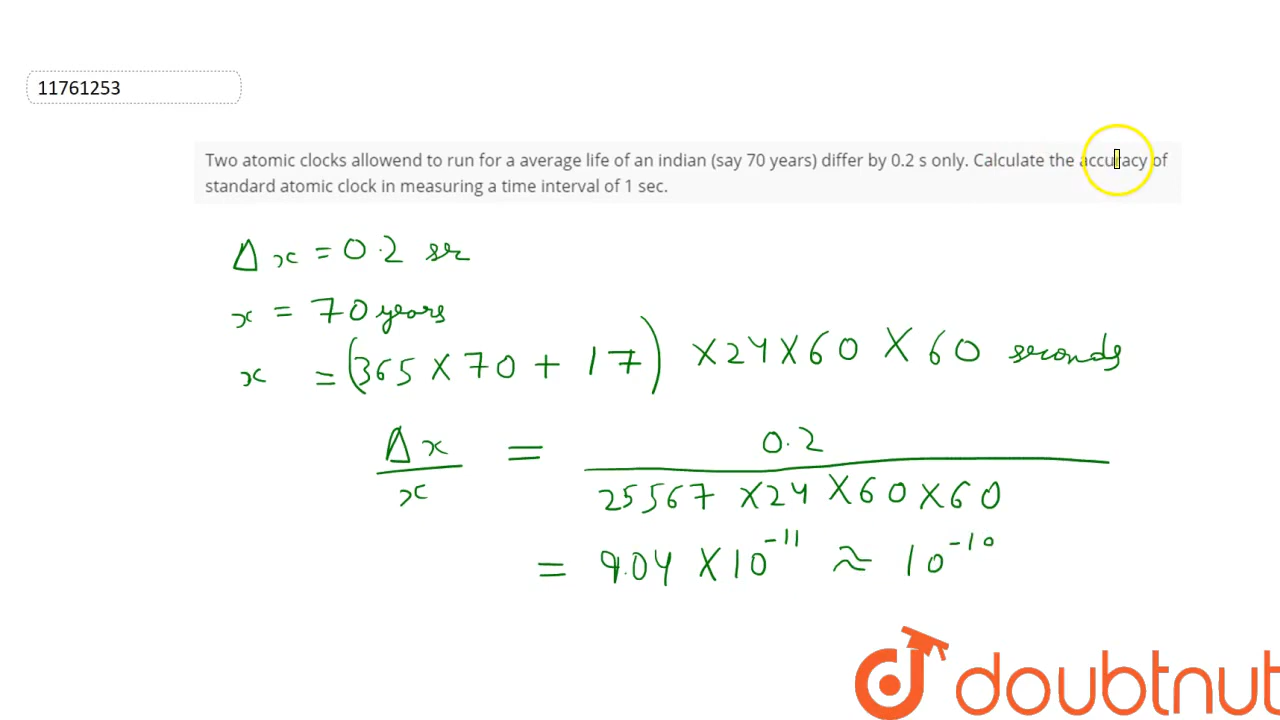 11761253
Two atomic clocks allowend to run for a average life of an indian (say 70 years) differ by 0.2 s only. Calculate the accuracy of
standard atomic clock in measuring a time interval of 1 sec.
Δx = 0.2 sec
x = 70 years
x = (365 × 70 + 17) × 24 × 60 × 60 seconds
Δx/x = 0.2/25567 × 24 × 60 × 60
= 9.04 × 10⁻¹¹ ≈ 10⁻¹⁰
doubtnut